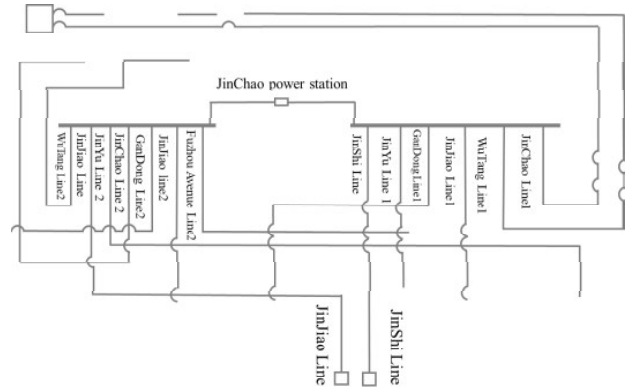 JinChao power station
WuTang Line2
JinJiao Line
JinYu Line 2
JinChao Line 2
GanDong Line2
JinJiao line2
Fuzhou Avenue Line2
JinShi Line
JinYu Line 1
GanDong Line1
JinJiao Line1
WuTang Line1
JinChao Line1
JinJiao Line
JinShi Line